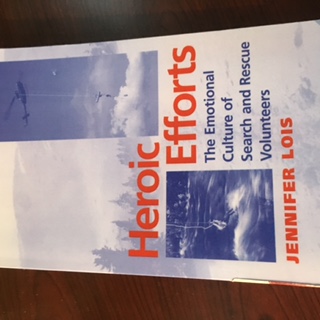 Heroic
Efforts
The Emotional
Culture of
Search and Rescue
Volunteers
JENNIFER LOIS